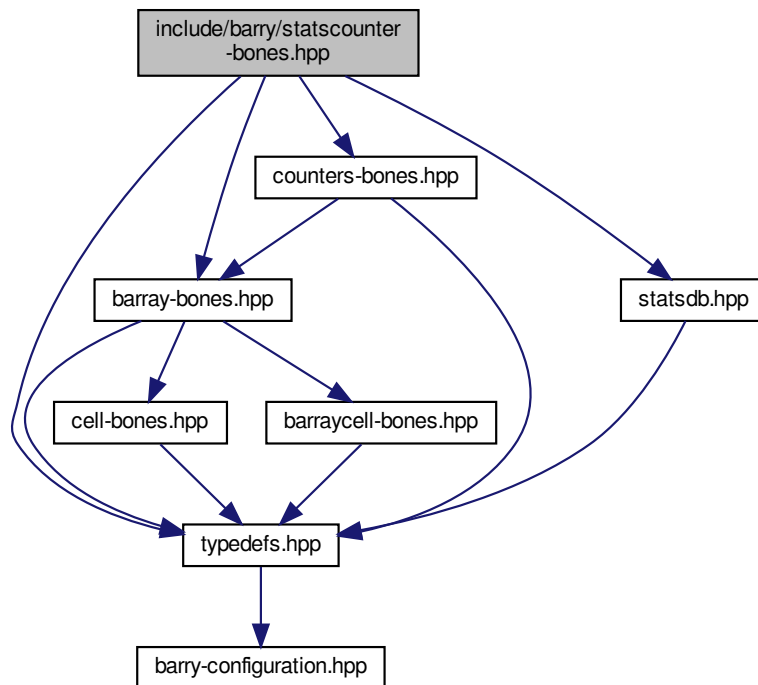 include/barry/statscounter
-bones.hpp
counters-bones.hpp
barray-bones.hpp
statsdb.hpp
cell-bones.hpp
barraycell-bones.hpp
typedefs.hpp
barry-configuration.hpp